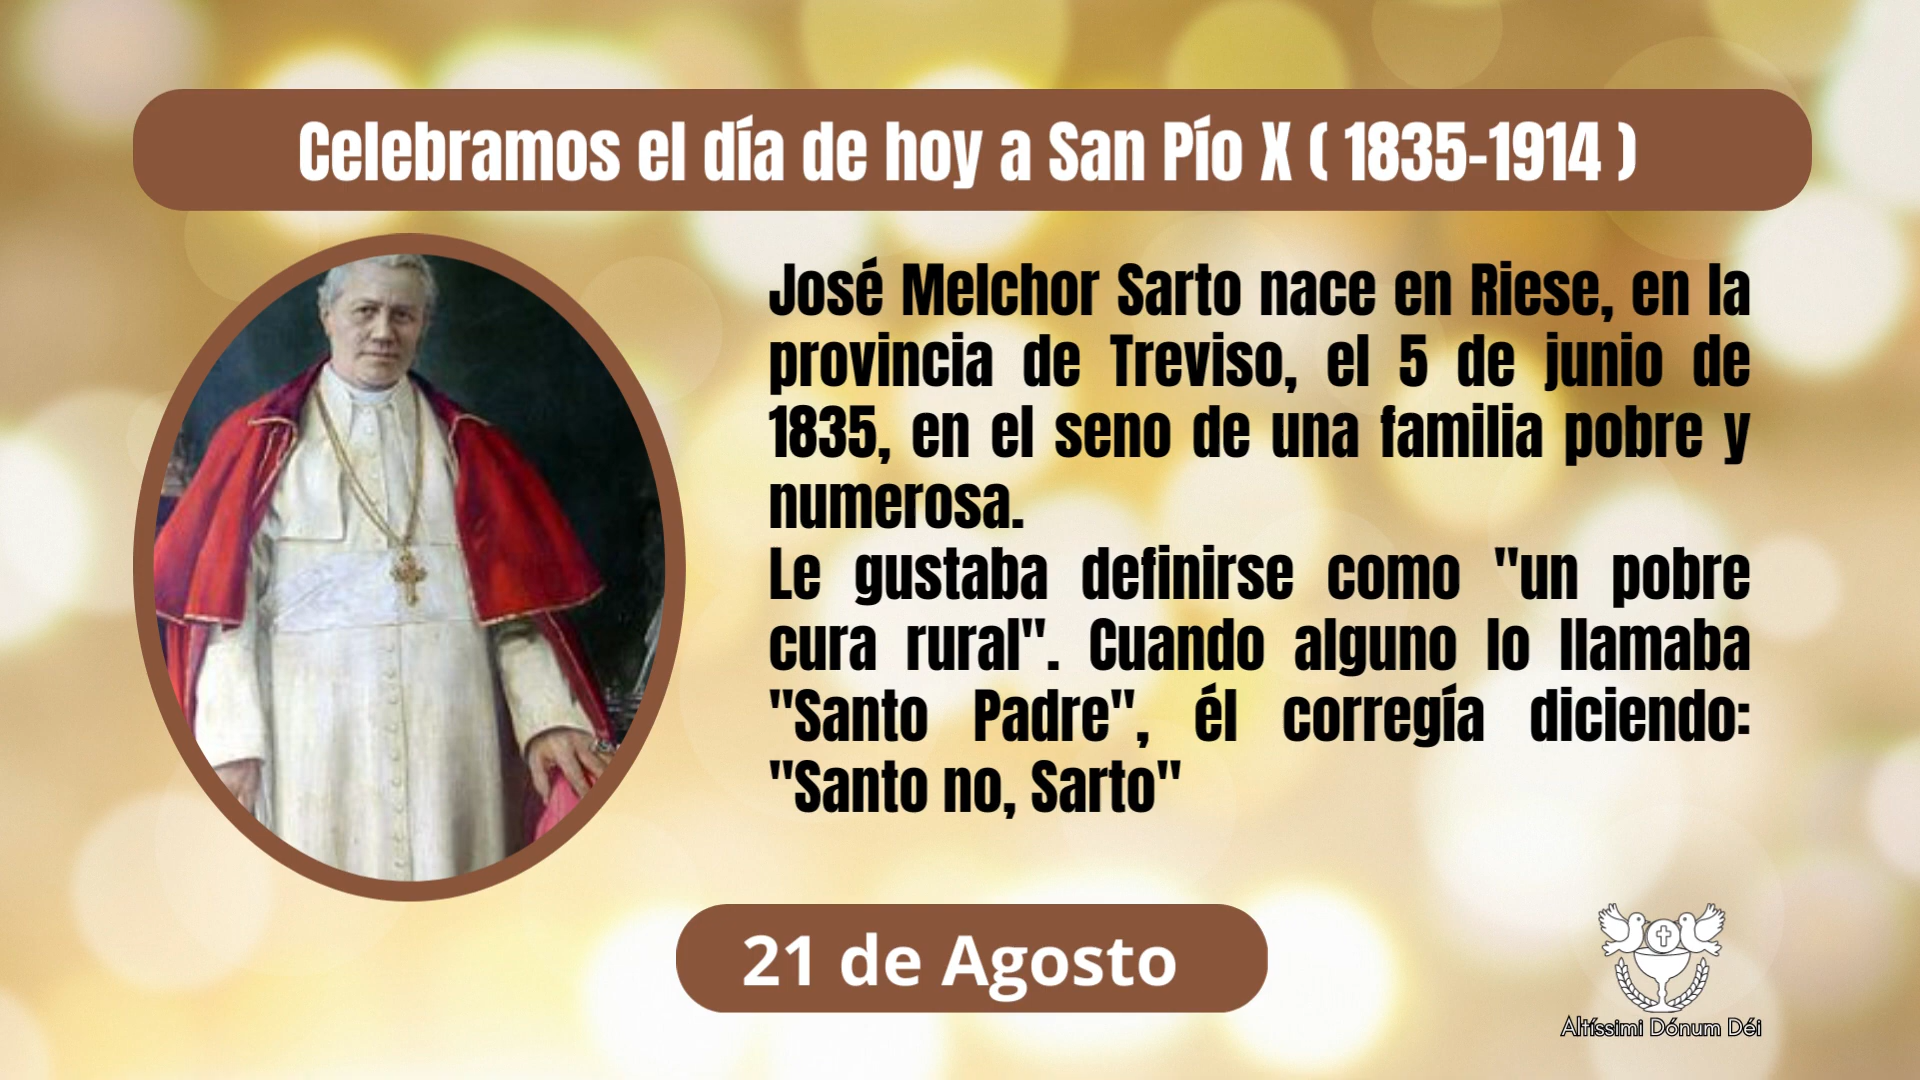 Celebramos el día de hoy a San Pío X ( 1835-1914 )
José Melchor Sarto nace en Riese, en la
provincia de Treviso, el 5 de junio de
1835, en el seno de una familia pobre y
numerosa.
Le gustaba definirse como "un pobre
cura rural". Cuando alguno lo llamaba
"Santo Padre", él corregía diciendo:
"Santo no, Sarto"
21 de Agosto
Altíssimi Dónum Déi